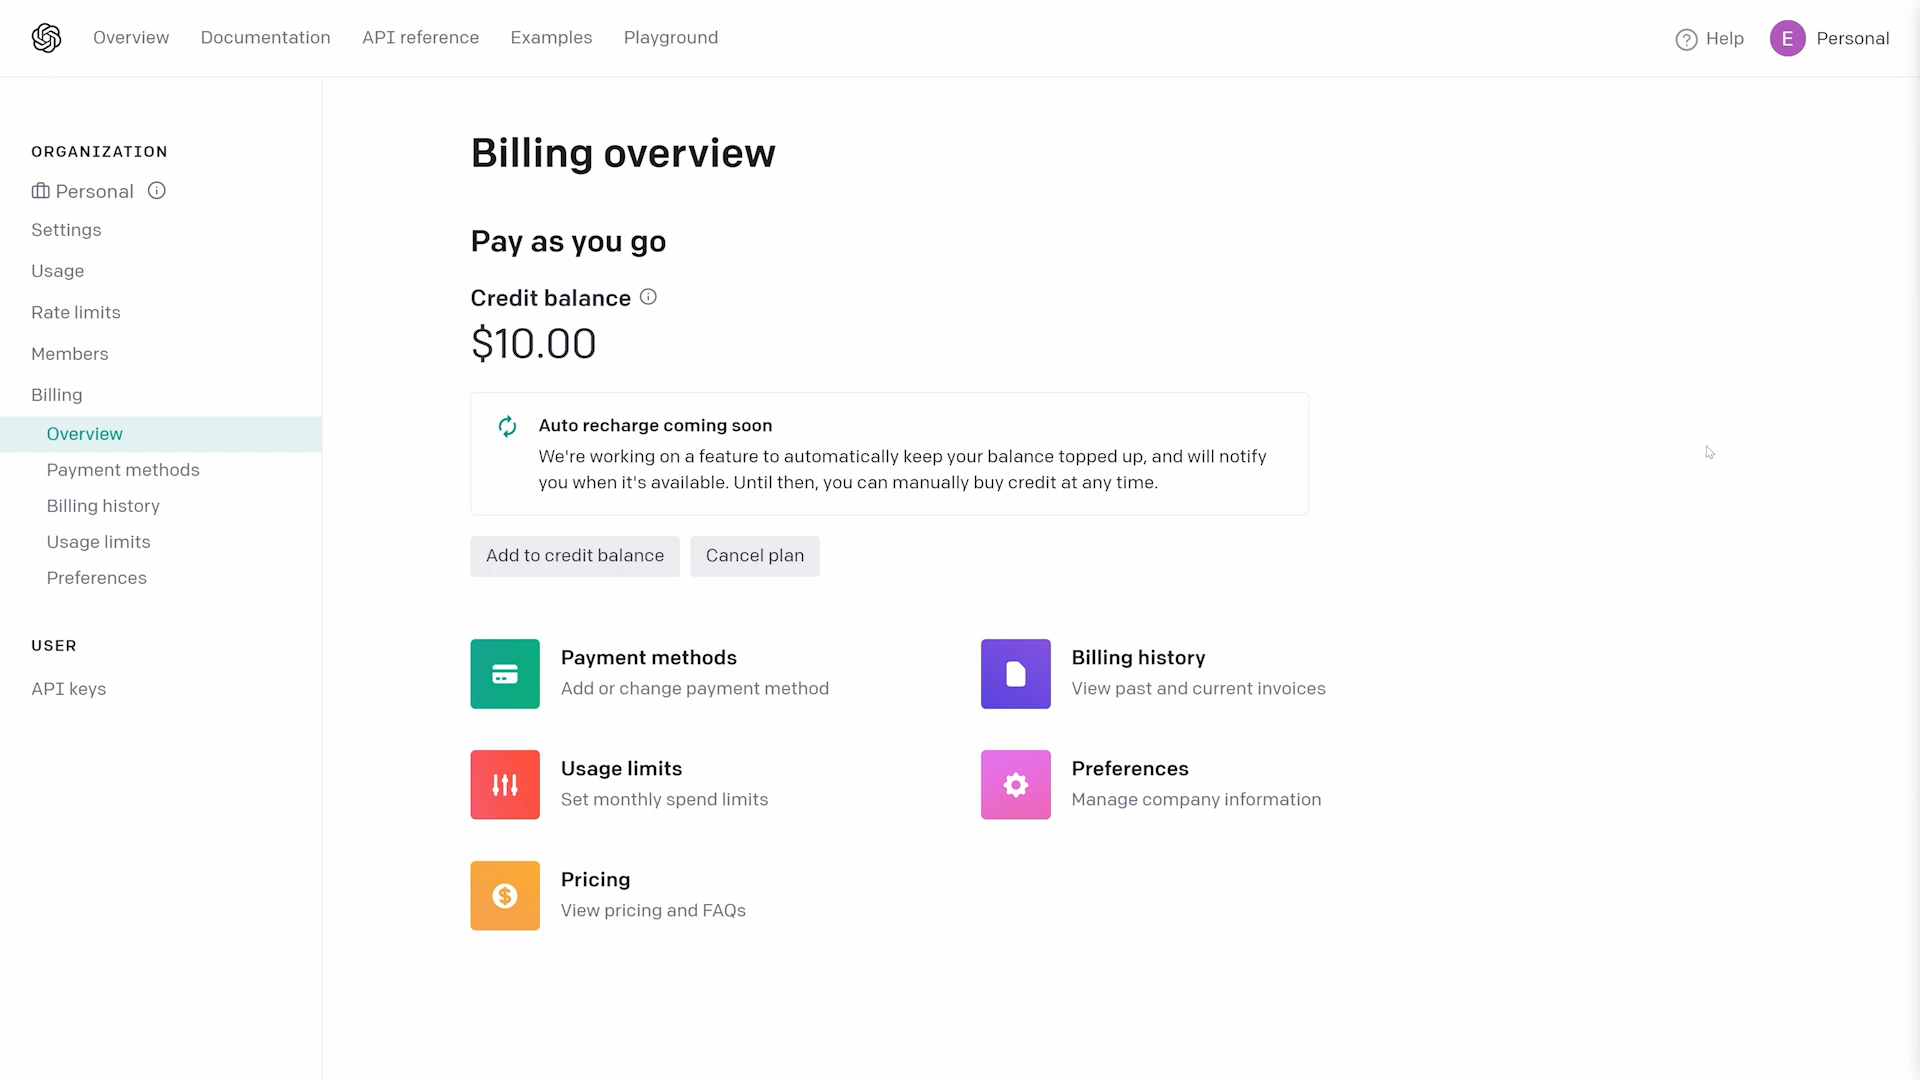 Overview
Documentation
API reference
Examples
Playground
Help
E
Personal
ORGANIZATION
Personal
Settings
Usage
Rate limits
Members
Billing
Overview
Payment methods
Billing history
Usage limits
Preferences
USER
API keys
Billing overview
Pay as you go
Credit balance
$10.00
Auto recharge coming soon
We're working on a feature to automatically keep your balance topped up, and will notify
you when it's available. Until then, you can manually buy credit at any time.
Add to credit balance
Cancel plan
Payment methods
Add or change payment method
Billing history
View past and current invoices
Usage limits
Set monthly spend limits
Preferences
Manage company information
Pricing
View pricing and FAQs